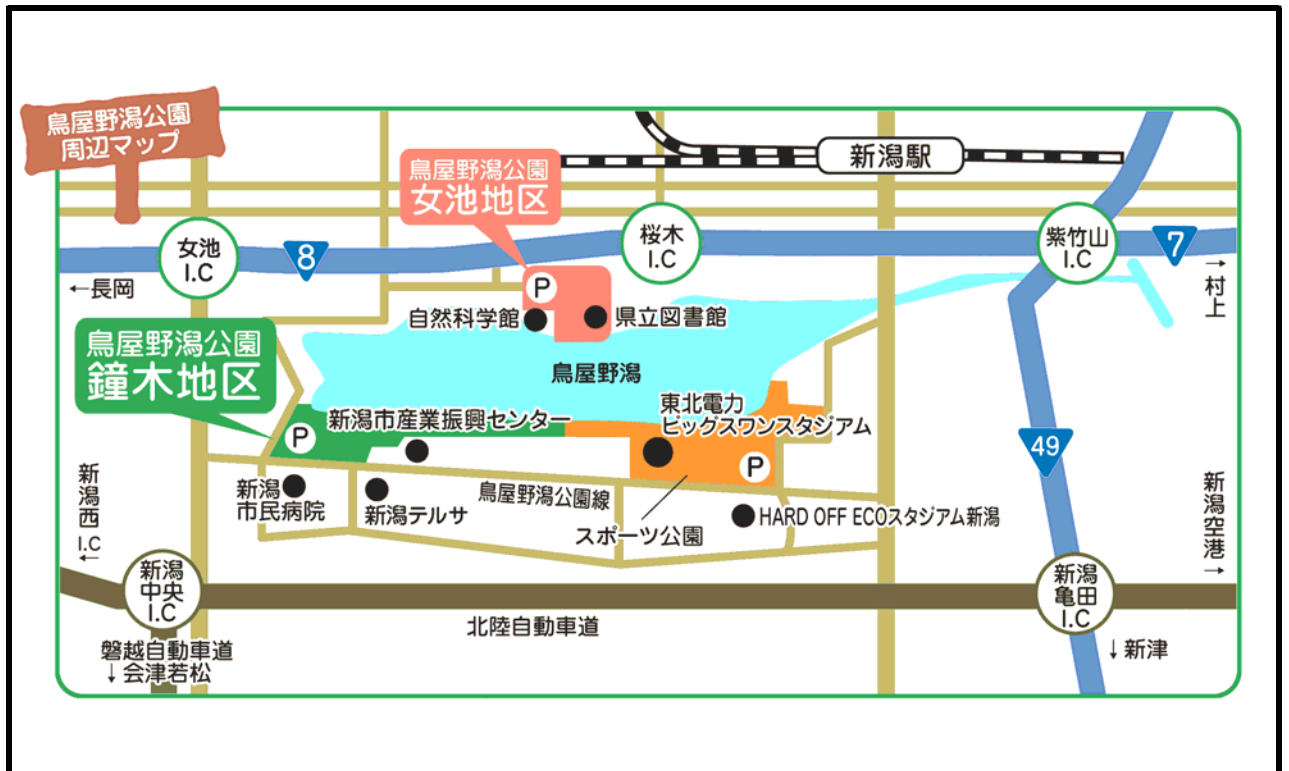 鳥屋野潟公園
周辺マップ
新潟駅
鳥屋野潟公園
女池地区
女池
I.C
8
桜木
I.C
紫竹山
I.C
7
←長岡
→
村上
P
自然科学館
県立図書館
鳥屋野潟公園
鐘木地区
鳥屋野潟
東北電力
ビッグスワンスタジアム
新潟市産業振興センター
P
P
49
新潟西I.C
←
新潟
市民病院
新潟テルサ
鳥屋野潟公園線
スポーツ公園
HARD OFF ECOスタジアム新潟
新潟空港
→
新潟
中央
I.C
新潟
亀田
I.C
北陸自動車道
磐越自動車道
↓会津若松
↓新津